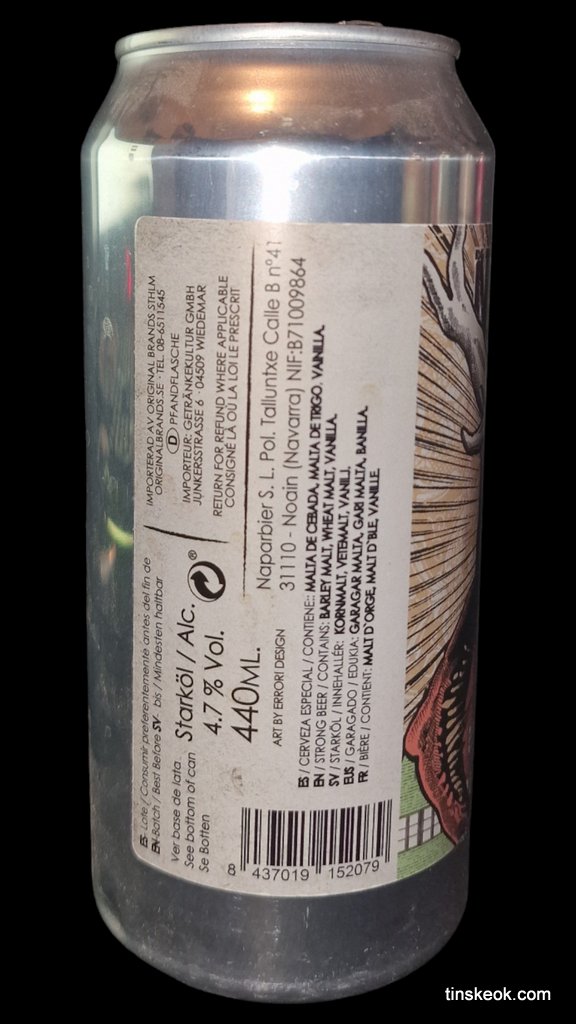 ES- Lote / Consumir preferentemente antes del fin de
EN-Batch / Best Before SV- bis / Mindesten haltbar
Ver base de lata
See bottom of can
Se Botten
Starköl / Alc.
4.7 % Vol.
440ML.
®
IMPORTERAD AV ORIGINAL BRANDS STHLM
ORIGINALBRANDS.SE · TEL. 08-6511545
D PFANDFLASCHE
IMPORTEUR: GETRÄNKEKULTUR GMBH
JUNKERSSTRASSE 6 · 04509 WIEDEMAR
RETURN FOR REFUND WHERE APPLICABLE
CONSIGNÉ LÀ OÙ LA LOI LE PRESCRIT
ART BY ERRORI DESIGN
Naparbier S. L. Pol. Talluntxe Calle B nº41
31110 - Noain (Navarra) NIF:B71009864
ES / CERVEZA ESPECIAL / CONTIENE:: MALTA DE CEBADA, MALTA DE TRIGO. VAINILLA.
EN / STRONG BEER / CONTAINS: BARLEY MALT, WHEAT MALT, VANILLA.
SV / STARKÖL / INNEHALLER: KORNMALT, VETEMALT, VANILJ.
EUS / GARAGADO / EDUKIA: GARAGAR MALTA, GARI MALTA, BANILLA.
FR / BIÈRE / CONTIENT: MALT D'ORGE, MALT D'BLE, VANILLE.
8 437019 152079
tinskeok.com